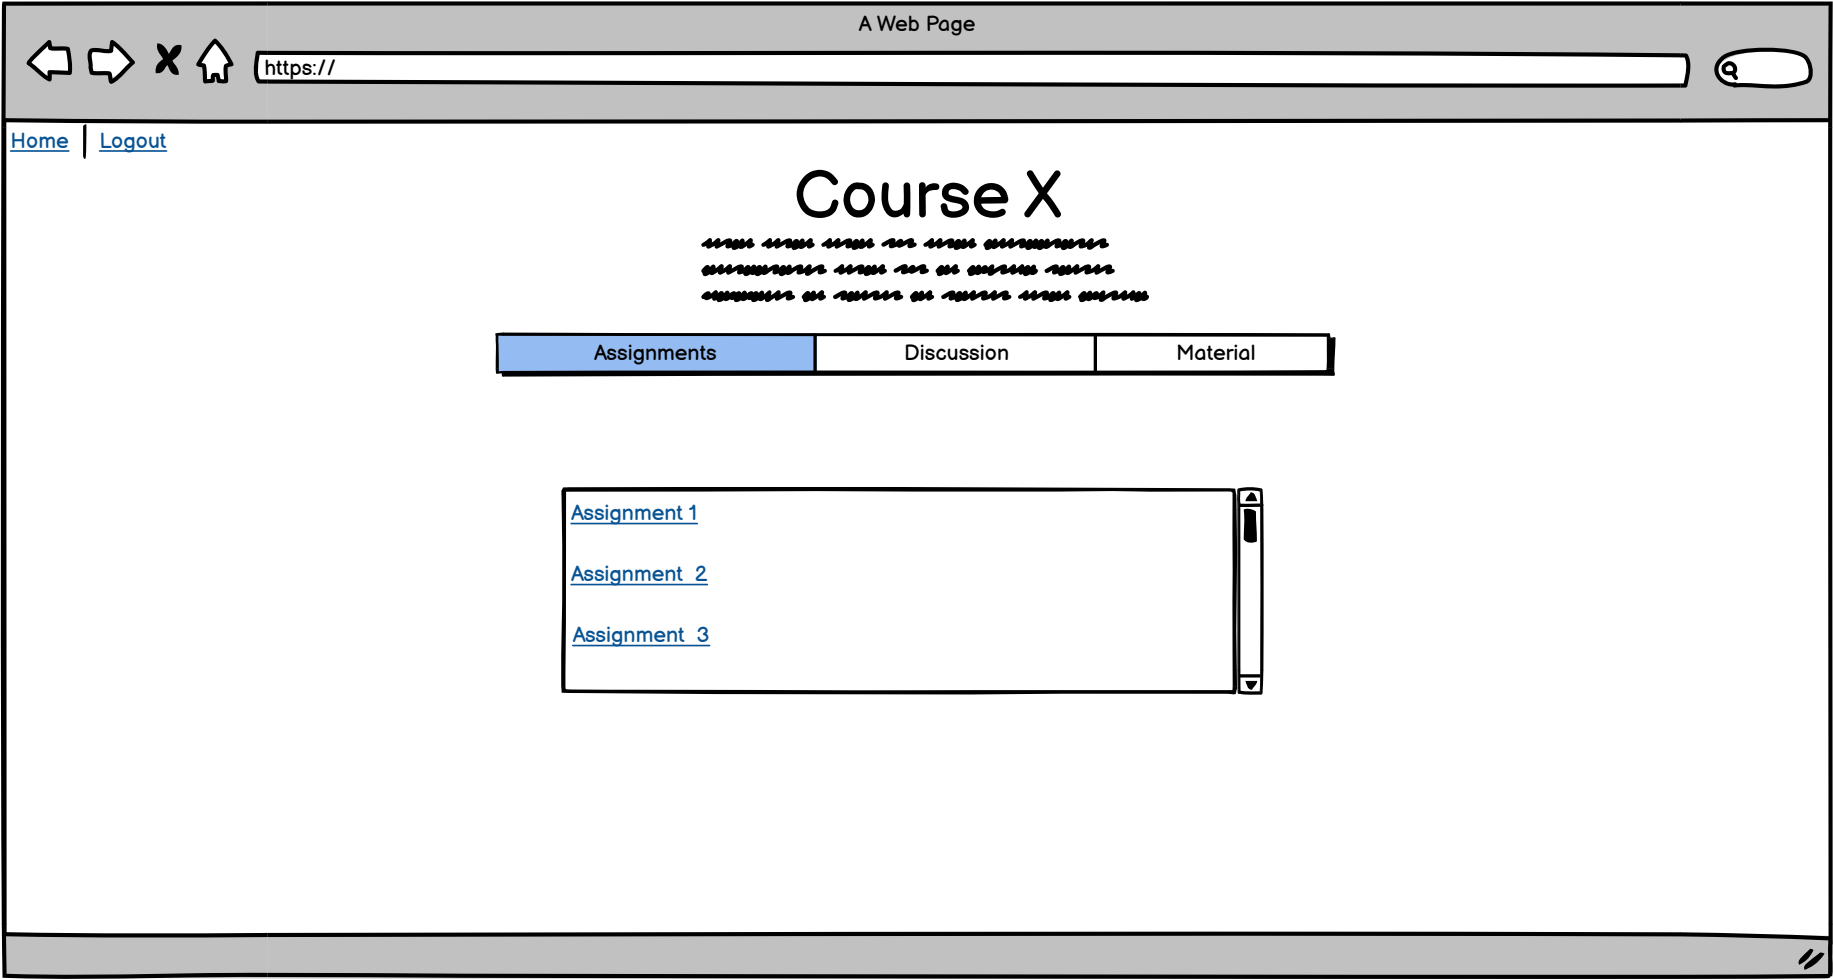 A Web Page
https://
Home Logout
Course X
Assignments Discussion Material
Assignment 1
Assignment 2
Assignment 3